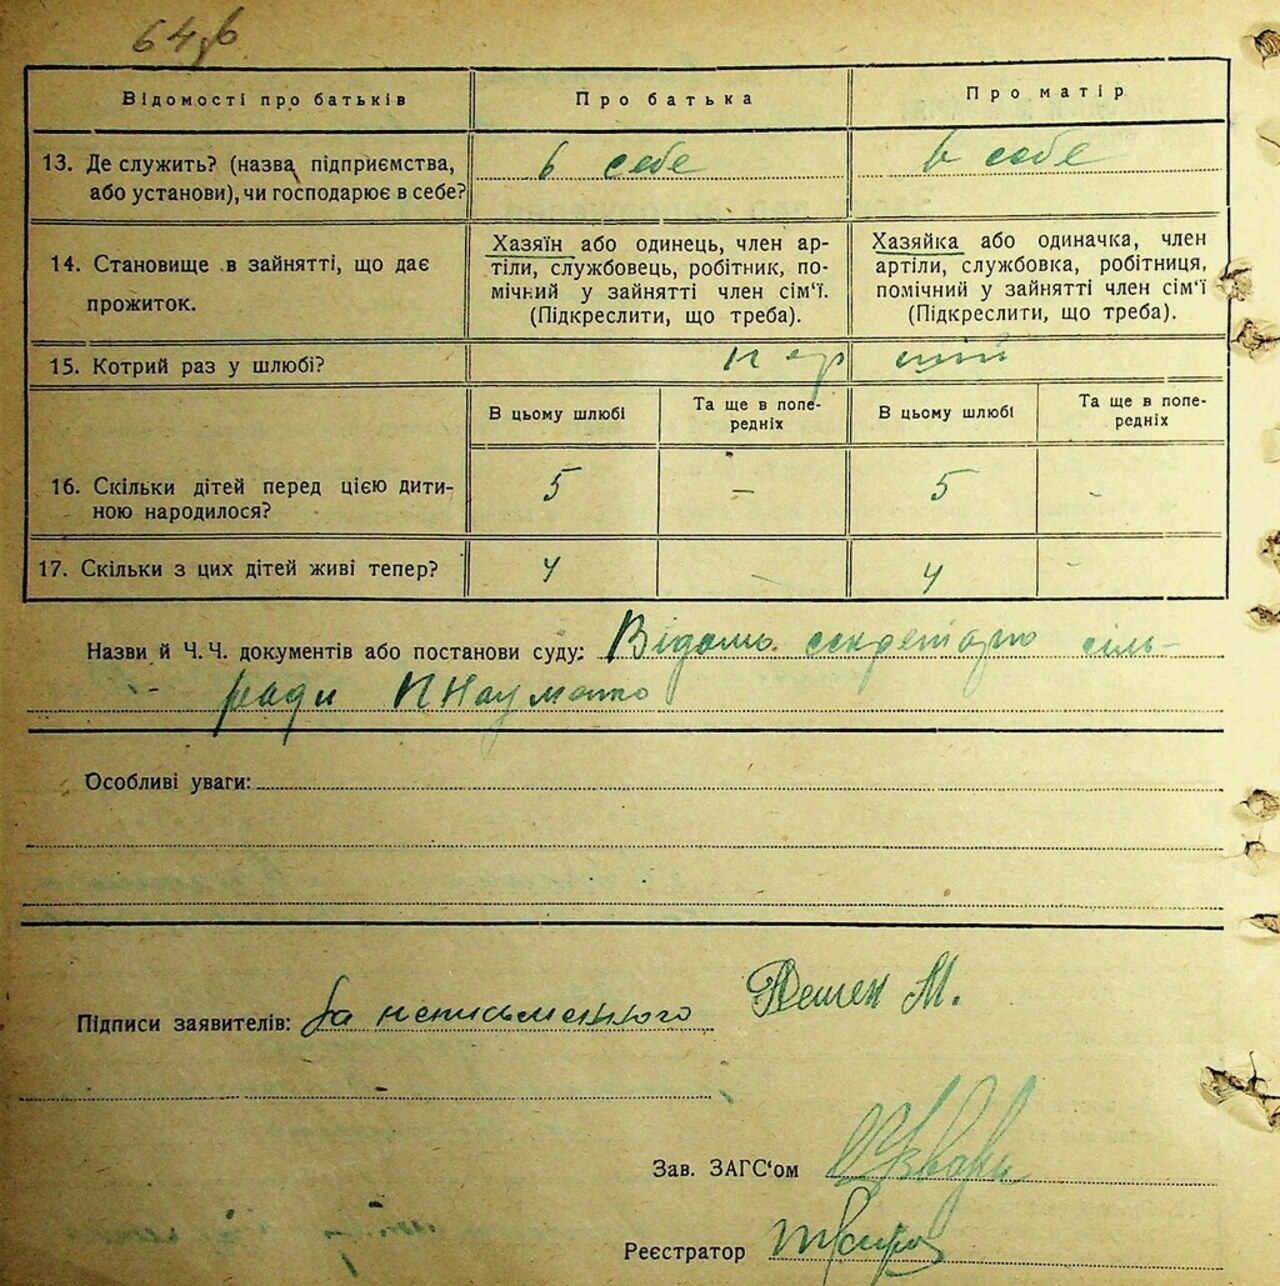 Відомості про батьків
Про батька
Про матір
13. Де служить? (назва підприємства,
або установи), чи господарює в себе?
в себе
в себе
14. Становище в зайнятті, що дає
прожиток.
Хазяїн або одинець, член ар-
тіли, службовець, робітник, по-
мічний у зайнятті член сім‘ї.
(Підкреслити, що треба).
Хазяйка або одиначка, член
артіли, службовка, робітниця,
помічний у зайнятті член сім‘ї
(Підкреслити, що треба).
15. Котрий раз у шлюбі?
перший
В цьому шлюбі
Та ще в попе-
редніх
В цьому шлюбі
Та ще в попе-
редніх
16. Скільки дітей перед цією дити-
ною народилося?
5 — 5 -
17. Скільки з цих дітей живі тепер?
4 - 4 -
Назви й Ч. Ч. документів або постанови суду: Відомь. секретарю сіль-
ради П Науменко
Особливі уваги:
Підписи заявителів: За неписьменного М.
Зав. ЗАГС‘ом
Реєстратор